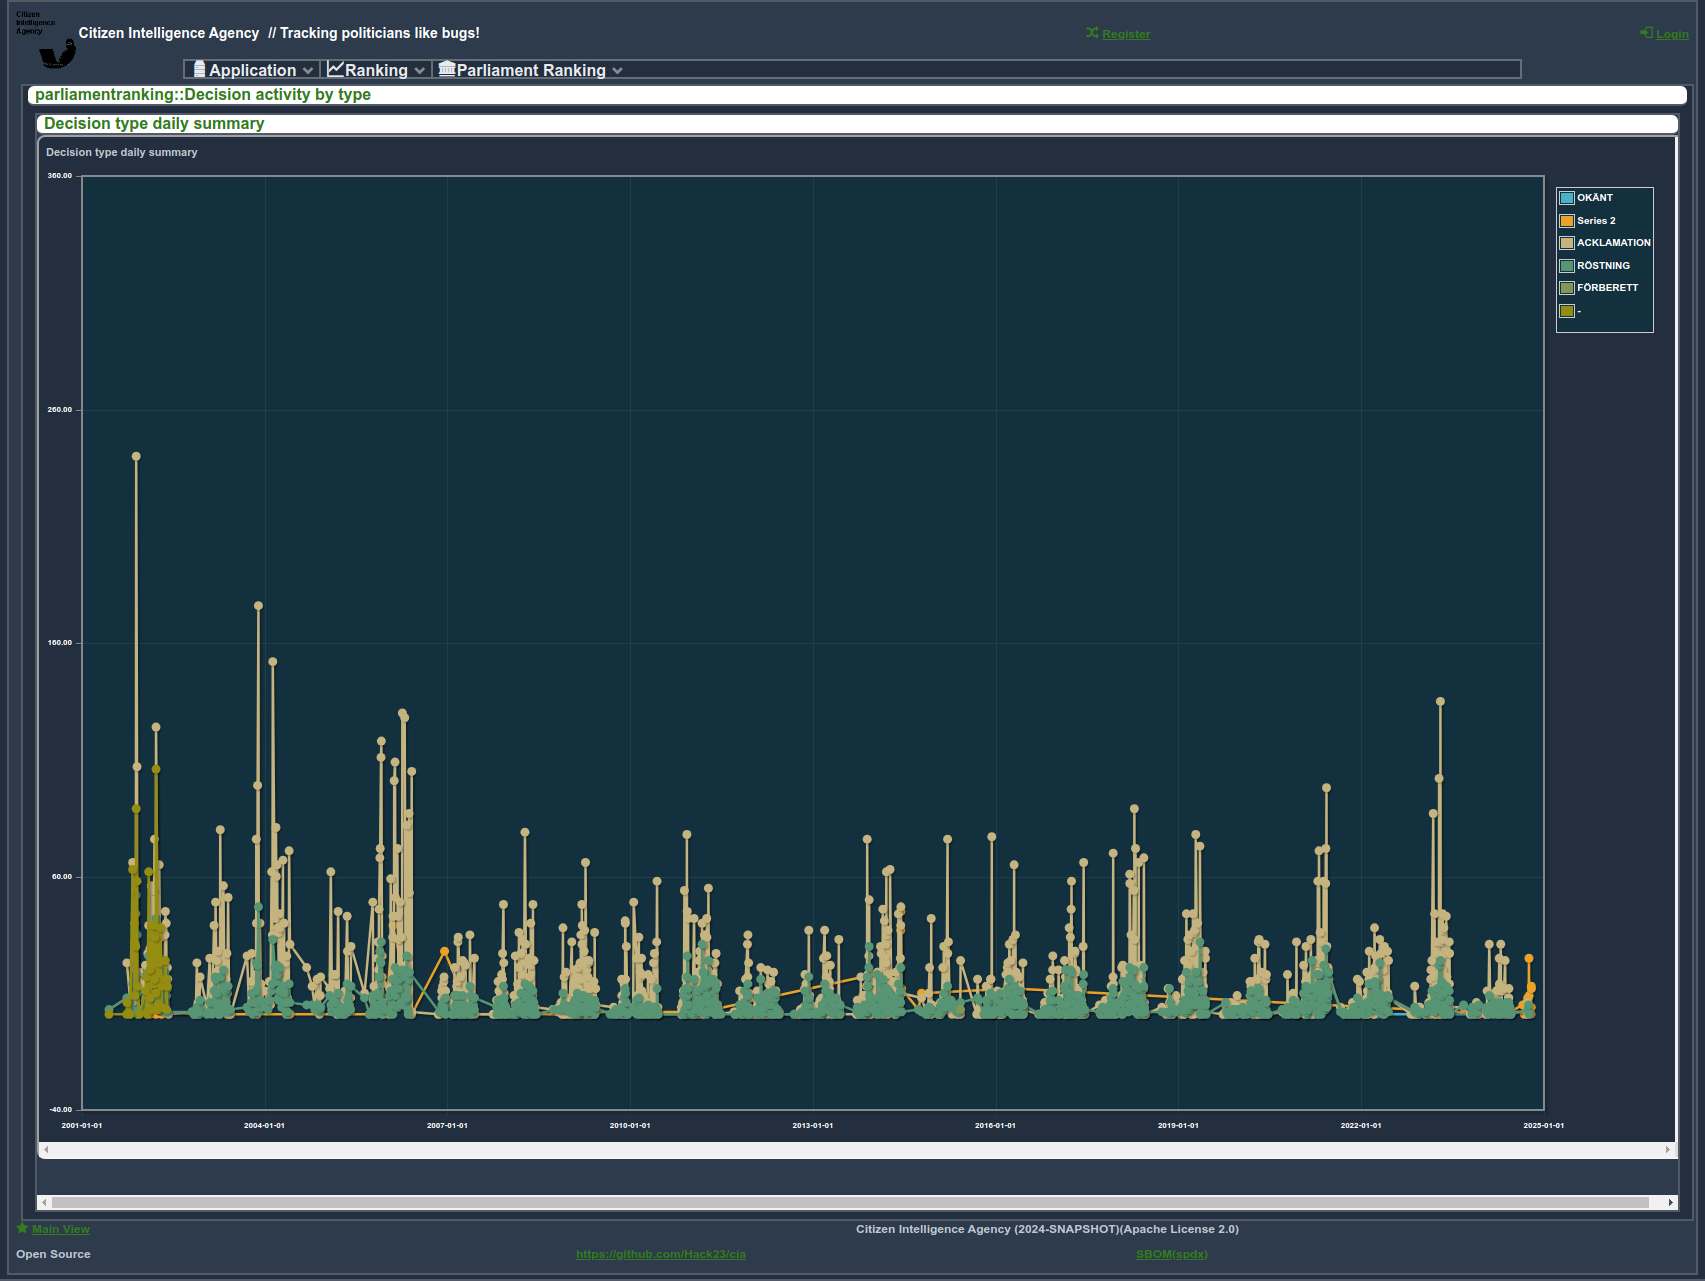 Citizen
Intelligence
Agency
Citizen Intelligence Agency // Tracking politicians like bugs!
Register
Login
Application
Ranking
Parliament Ranking
parliamentranking::Decision activity by type
Decision type daily summary
Decision type daily summary
360.00
260.00
160.00
60.00
-40.00
2001-01-01
2004-01-01
2007-01-01
2010-01-01
2013-01-01
2016-01-01
2019-01-01
2022-01-01
2025-01-01
OKÄNT
Series 2
ACKLAMATION
RÖSTNING
FÖRBERETT
-
Main View
Citizen Intelligence Agency (2024-SNAPSHOT)(Apache License 2.0)
Open Source
https://github.com/Hack23/cia
SBOM(spdx)